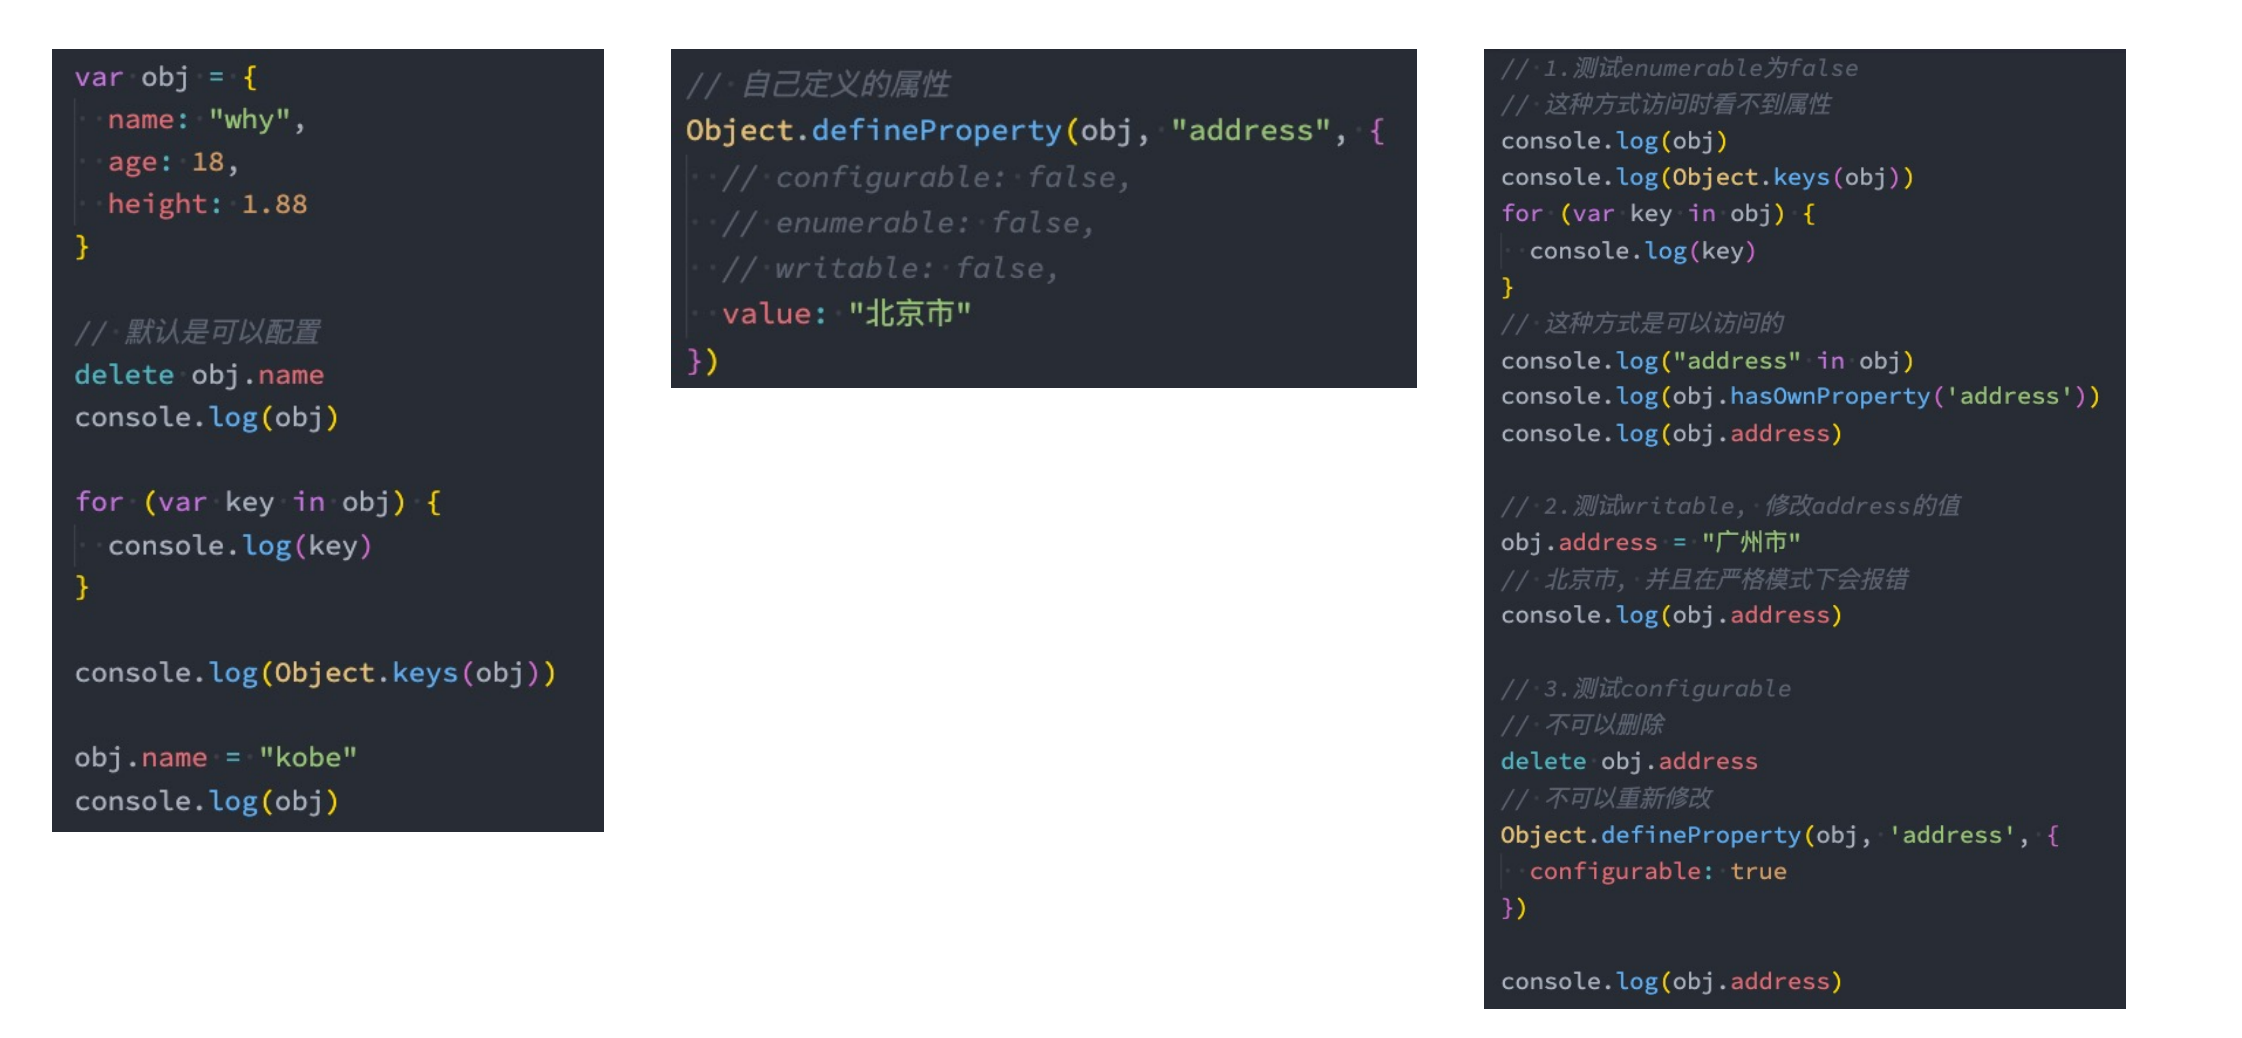 var obj = {
  name: "why",
  age: 18,
  height: 1.88
}
// 默认是可以配置
delete obj.name
console.log(obj)
for (var key in obj) {
  console.log(key)
}
console.log(Object.keys(obj))
obj.name = "kobe"
console.log(obj)
// 自己定义的属性
Object.defineProperty(obj, "address", {
  // configurable: false,
  // enumerable: false,
  // writable: false,
  value: "北京市"
})
// 1.测试enumerable为false
// 这种方式访问时看不到属性
console.log(obj)
console.log(Object.keys(obj))
for (var key in obj) {
  console.log(key)
}
// 这种方式是可以访问的
console.log("address" in obj)
console.log(obj.hasOwnProperty('address'))
console.log(obj.address)
// 2.测试writable, 修改address的值
obj.address = "广州市"
// 北京市, 并且在严格模式下会报错
console.log(obj.address)
// 3.测试configurable
// 不可以删除
delete obj.address
// 不可以重新修改
Object.defineProperty(obj, 'address', {
  configurable: true
})
console.log(obj.address)